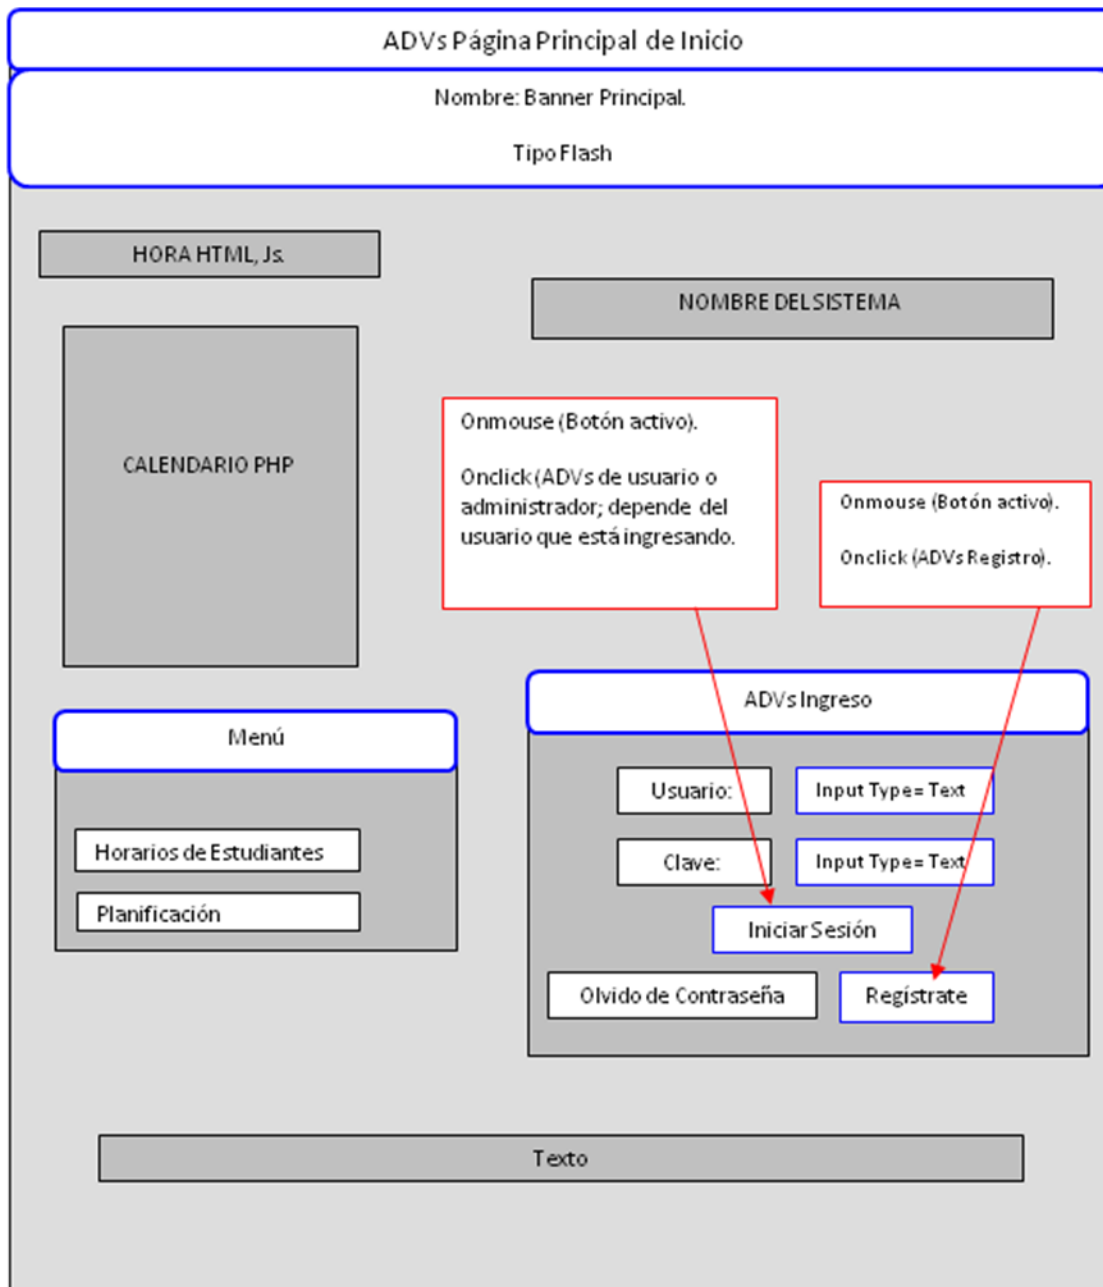 ADVs Página Principal de Inicio
Nombre: Banner Principal.
Tipo Flash
HORA HTML, Js.
NOMBRE DEL SISTEMA
CALENDARIO PHP
Onmouse (Botón activo).
Onclick (ADVs de usuario o
administrador; depende del
usuario que está ingresando.
Onmouse (Botón activo).
Onclick (ADVs Registro).
Menú
Horarios de Estudiantes
Planificación
ADVs Ingreso
Usuario:
Input Type= Text
Clave:
Input Type= Text
Iniciar Sesión
Olvido de Contraseña
Regístrate
Texto